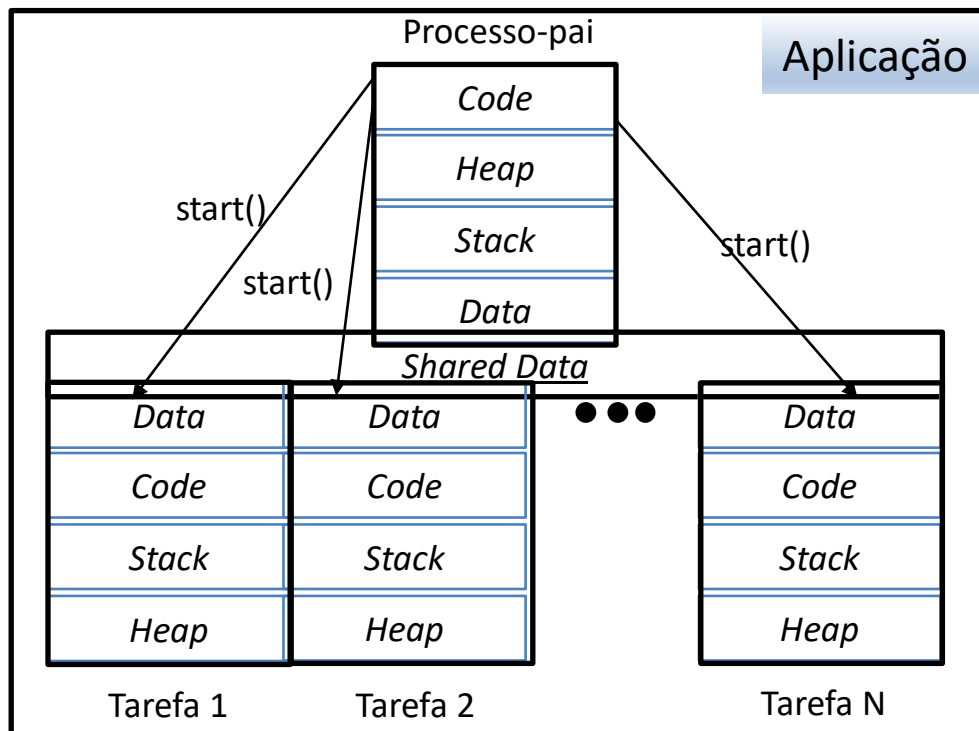 Processo-pai
Aplicação
Code
Heap
Stack
Data
start()
start()
start()
Shared Data
Data
Data
Data
Code
Code
Code
Stack
Stack
Stack
Heap
Heap
Heap
Tarefa 1
Tarefa 2
Tarefa N